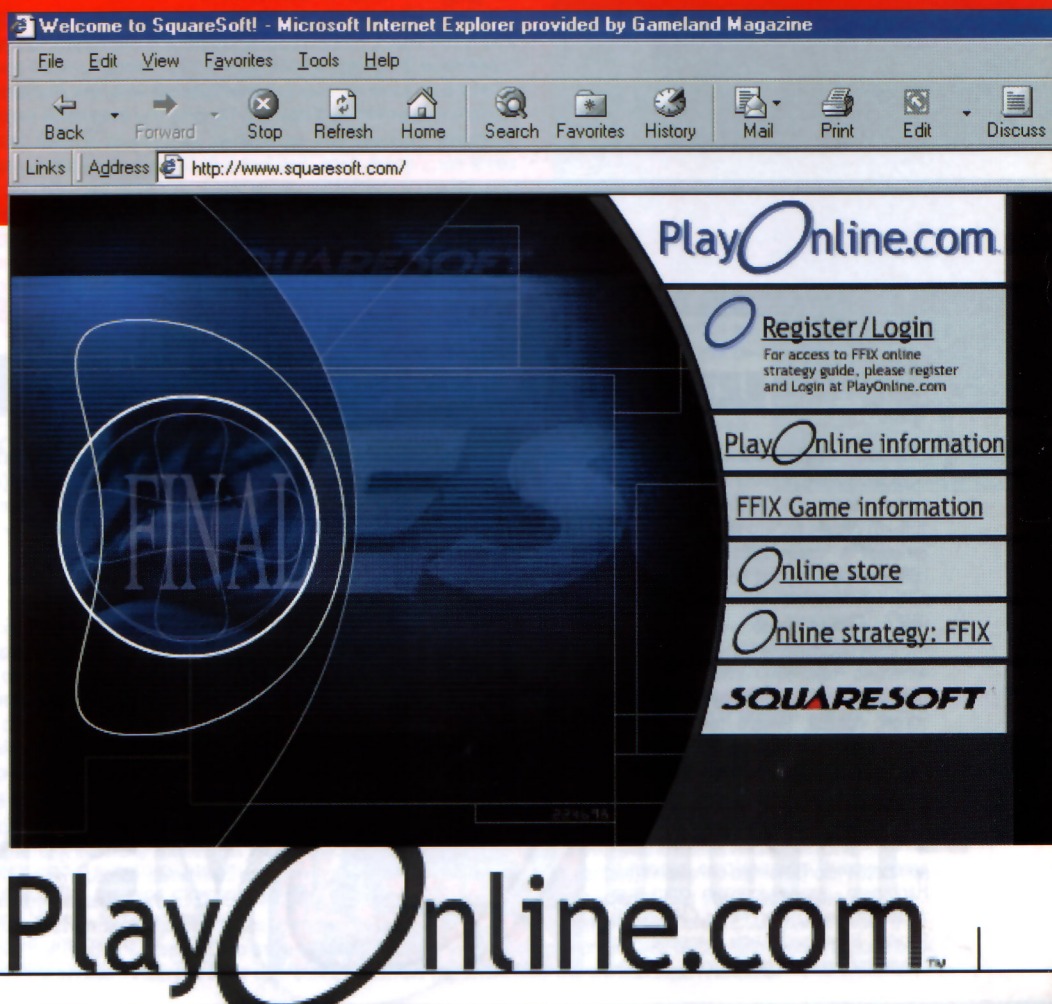 Welcome to SquareSoft! - Microsoft Internet Explorer provided by Gameland Magazine
File Edit View Favorites Tools Help
Back Forward Stop Refresh Home Search Favorites History Mail Print Edit Discuss
Links Address http://www.squaresoft.com/
SQUARESOFT
PlayOnline.com
Register/Login
For access to FFIX online
strategy guide, please register
and Login at PlayOnline.com
PlayOnline information
FFIX Game information
Online store
Online strategy: FFIX
SQUARESOFT
FINAL
ES
PlayOnline.com™